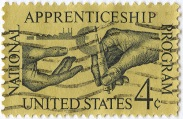 APPRENTICESHIP
NATIONAL
PROGRAM
UNITED STATES 4¢